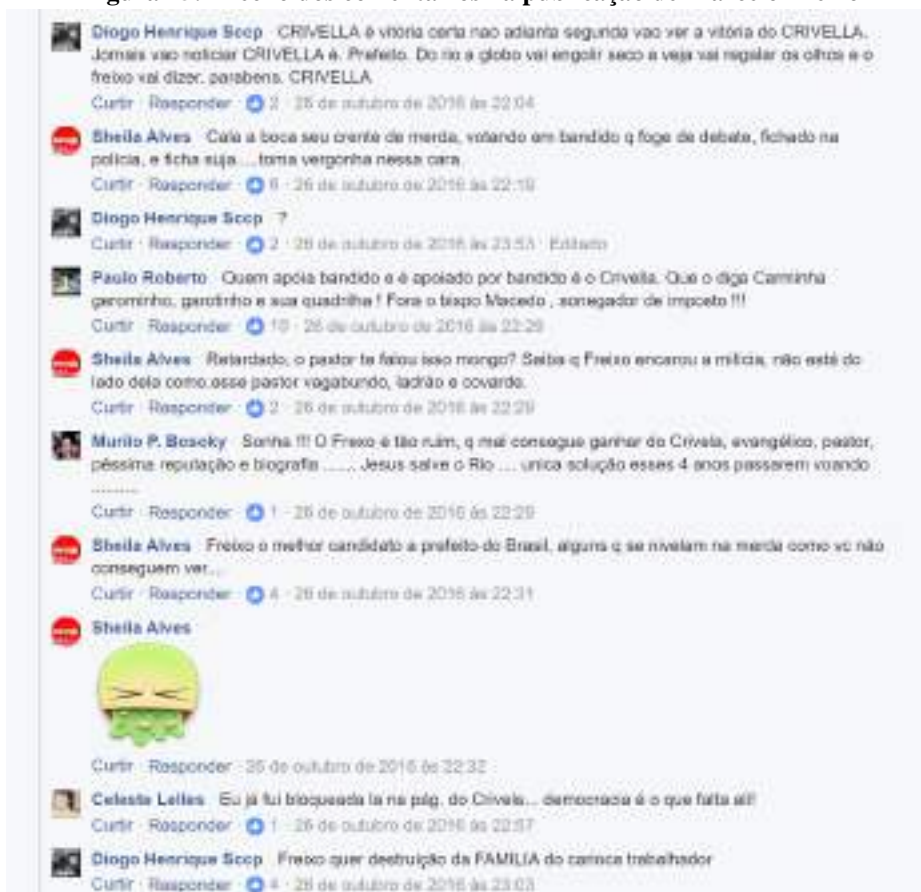 Diogo Henrique Sccp CRIVELLA é vitória certa nao adianta segunda vao ver a vitória do CRIVELLA.
Jornais vao noticiar CRIVELLA é. Prefeito. Do rio a globo vai engolir seco a veja vai regalar os olhos e o
freixo vai dizer. parabens. CRIVELLA
Curtir · Responder · 2 · 26 de outubro de 2016 às 22:04
Sheila Alves Cala a boca seu crente de merda, votando em bandido q foge de debate, fichado na
polícia, e ficha suja....toma vergonha nessa cara.
Curtir · Responder · 6 · 26 de outubro de 2016 às 22:19
Diogo Henrique Sccp ?
Curtir · Responder · 2 · 26 de outubro de 2016 às 23:53 · Editado
Paulo Roberto Quem apoia bandido e é apoiado por bandido é o Crivella. Que o diga Carminha
gerominho, garotinho e sua quadrilha ! Fora o bispo Macedo , sonegador de imposto !!!
Curtir · Responder · 10 · 26 de outubro de 2016 às 22:29
Sheila Alves Retardado, o pastor te falou isso mongo? Saiba q Freixo encarou a milícia, não está do
lado dela como esse pastor vagabundo, ladrão e covarde.
Curtir · Responder · 2 · 26 de outubro de 2016 às 22:29
Murilo P. Sonha !!! O Frexo é tão ruim, q mal consegue ganhar do Crivela, evangélico, pastor,
péssima reputação e biografia ....... Jesus salve o Rio .... unica solução esses 4 anos passarem voando
.........
Curtir · Responder · 1 · 26 de outubro de 2016 às 22:29
Sheila Alves Freixo o melhor candidato a prefeito do Brasil, alguns q se nivelam na merda como vc não
conseguem ver...
Curtir · Responder · 4 · 26 de outubro de 2016 às 22:31
Sheila Alves
Curtir · Responder · 26 de outubro de 2016 às 22:32
Celeste Lelles Eu já fui bloqueada la na pág. do Crivela... democracia é o que falta ali!
Curtir · Responder · 1 · 26 de outubro de 2016 às 22:57
Diogo Henrique Sccp Freixo quer destruição da FAMILIA do carioca trabalhador
Curtir · Responder · 4 · 26 de outubro de 2016 às 23:03